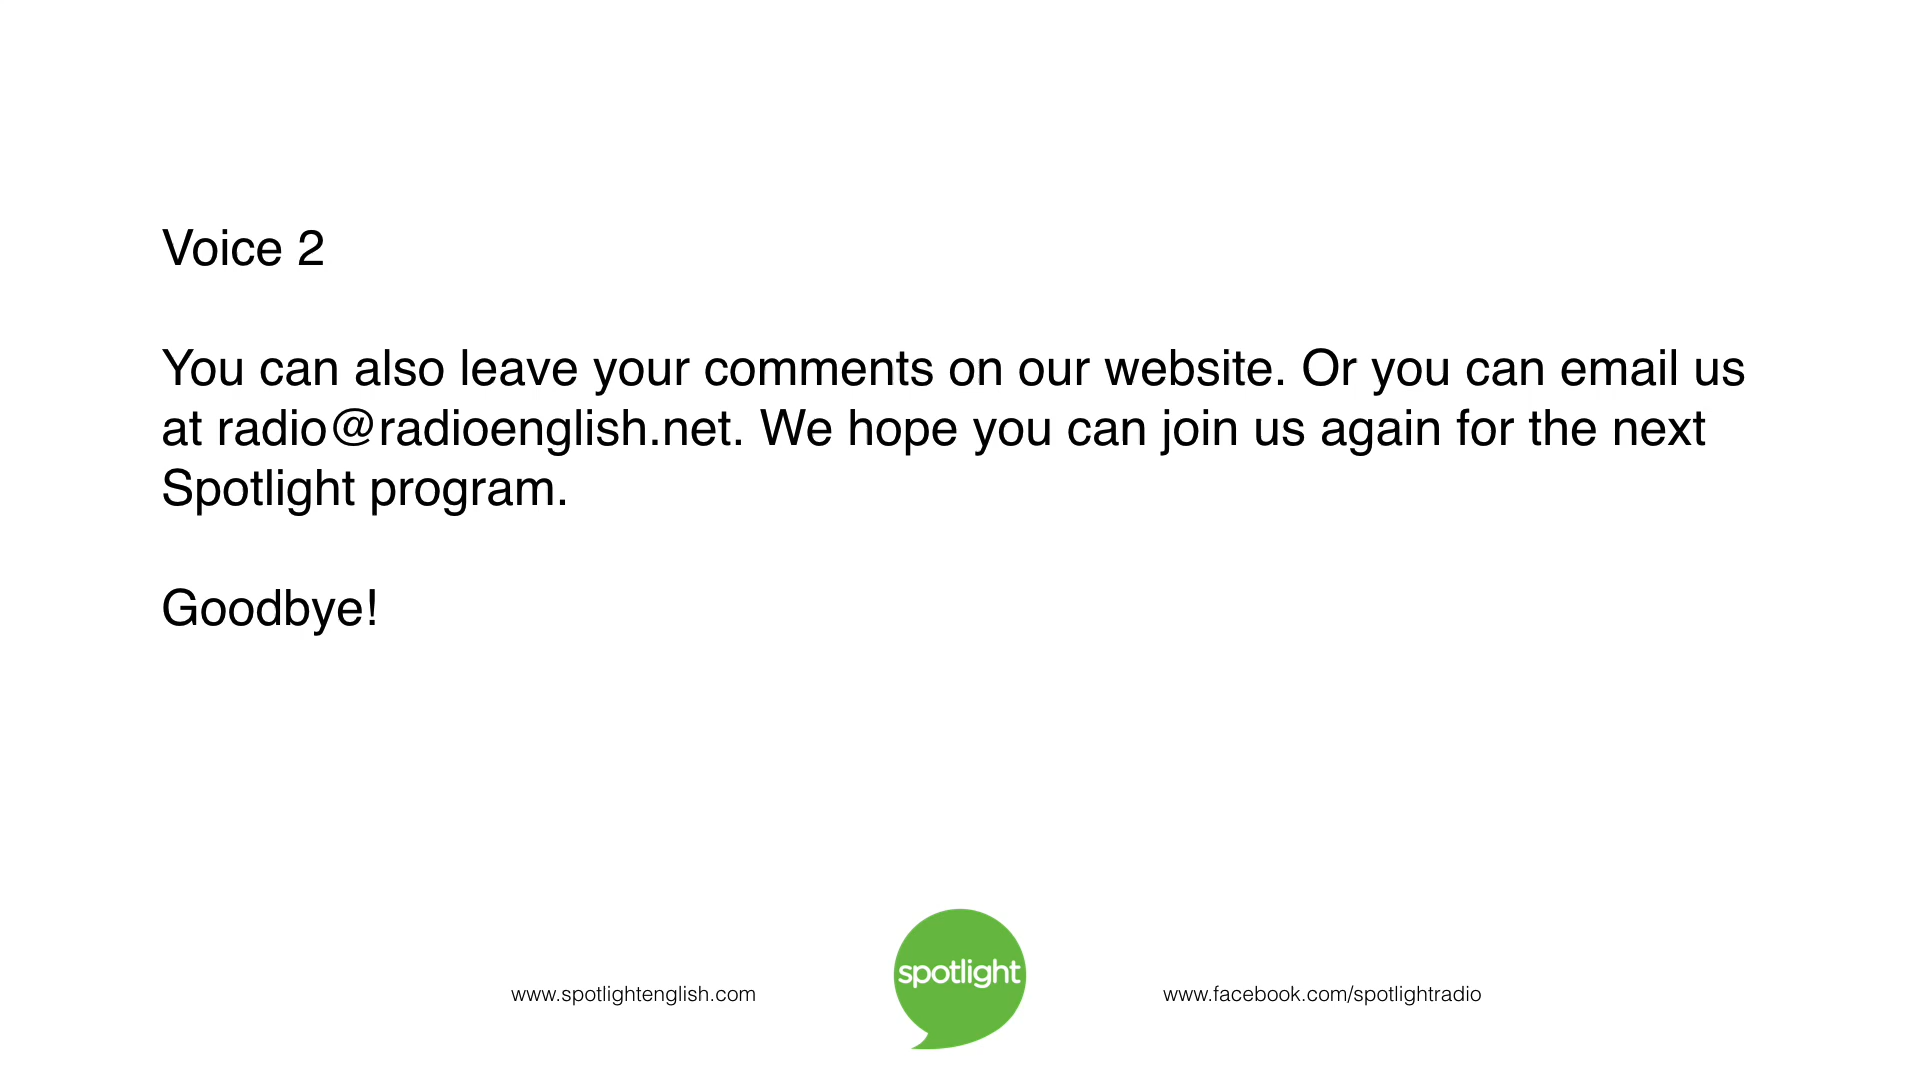 Voice 2
You can also leave your comments on our website. Or you can email us
at radio@radioenglish.net. We hope you can join us again for the next
Spotlight program.
Goodbye!
spotlight
www.spotlightenglish.com
www.facebook.com/spotlightradio